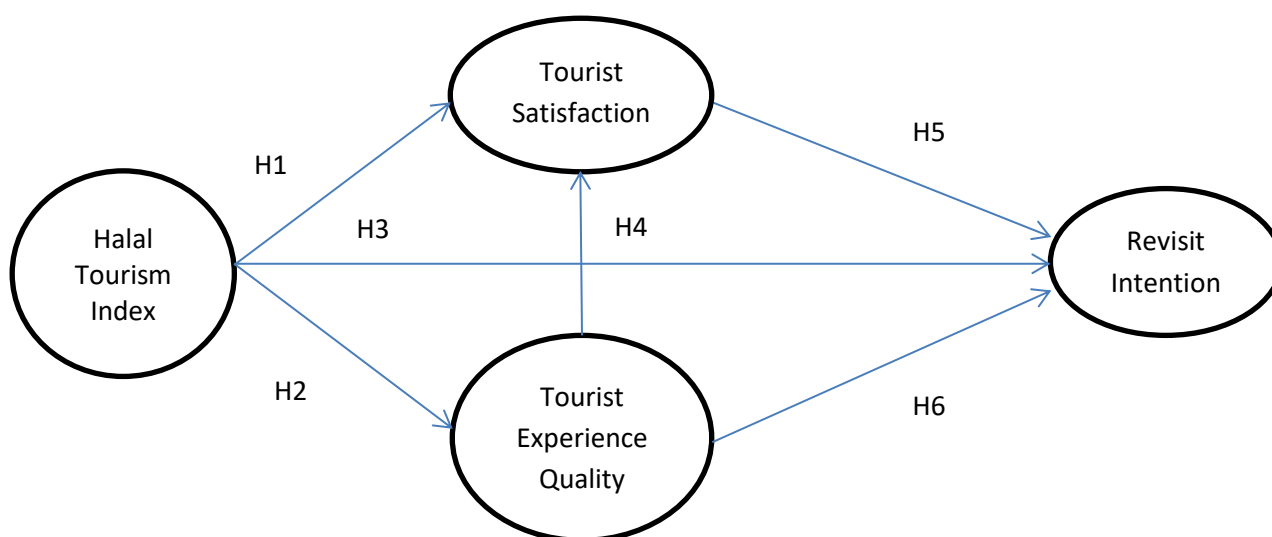 Tourist
Satisfaction
H5
H1
H3
H4
Halal
Tourism
Index
Revisit
Intention
H2
Tourist
Experience
Quality
H6